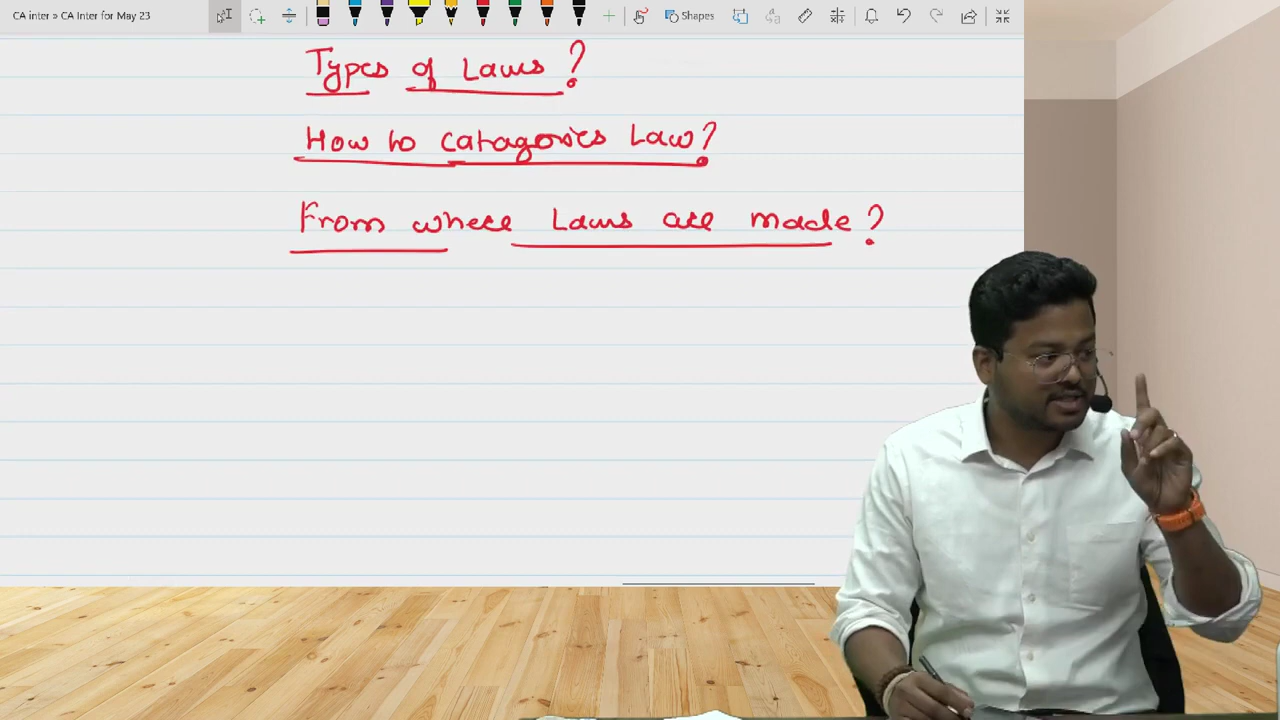 CA inter » CA Inter for May 23
Shapes
Types of Laws?
How to catagories Law?
From where Laws are made?